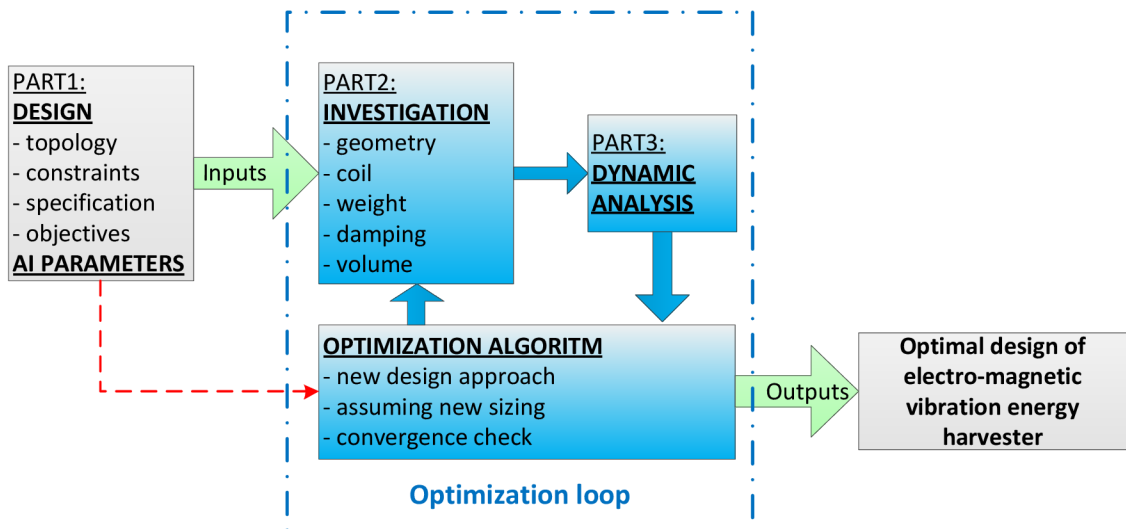 PART1:
DESIGN
- topology
- constraints
- specification
- objectives
AI PARAMETERS
Inputs
PART2:
INVESTIGATION
- geometry
- coil
- weight
- damping
- volume
PART3:
DYNAMIC
ANALYSIS
OPTIMIZATION ALGORITM
- new design approach
- assuming new sizing
- convergence check
Outputs
Optimal design of
electro-magnetic
vibration energy
harvester
Optimization loop